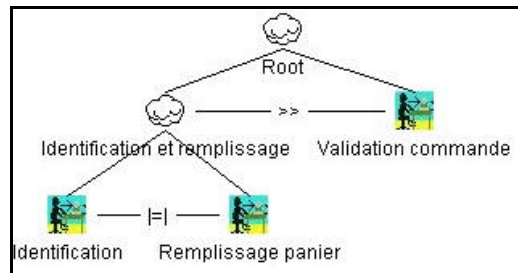 Root
>>
Identification et remplissage Validation commande
|=|
Identification Remplissage panier